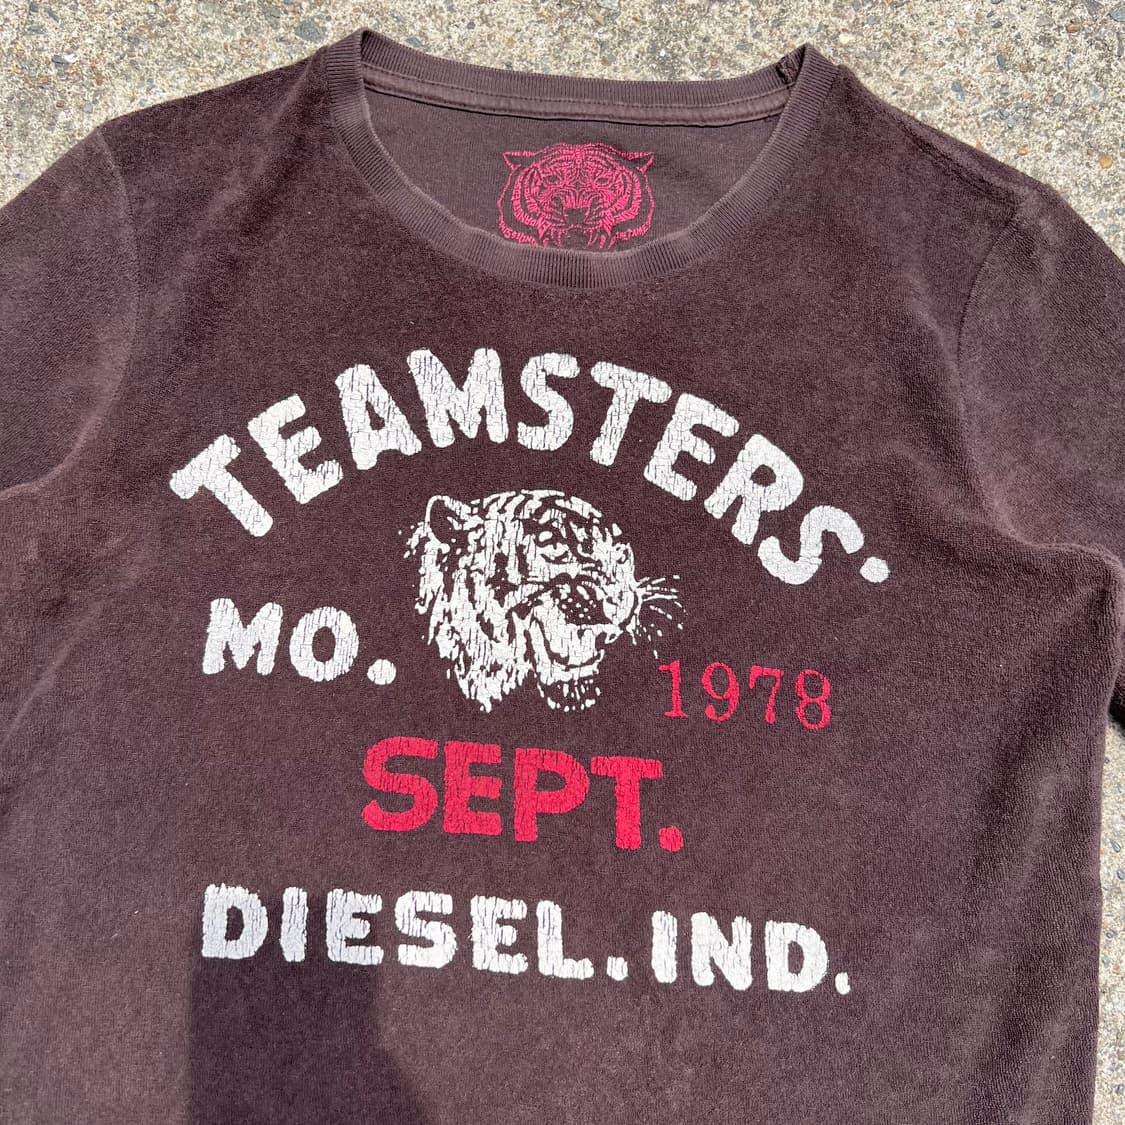 TEAMSTERS.
MO.
1978
SEPT.
DIESEL.IND.